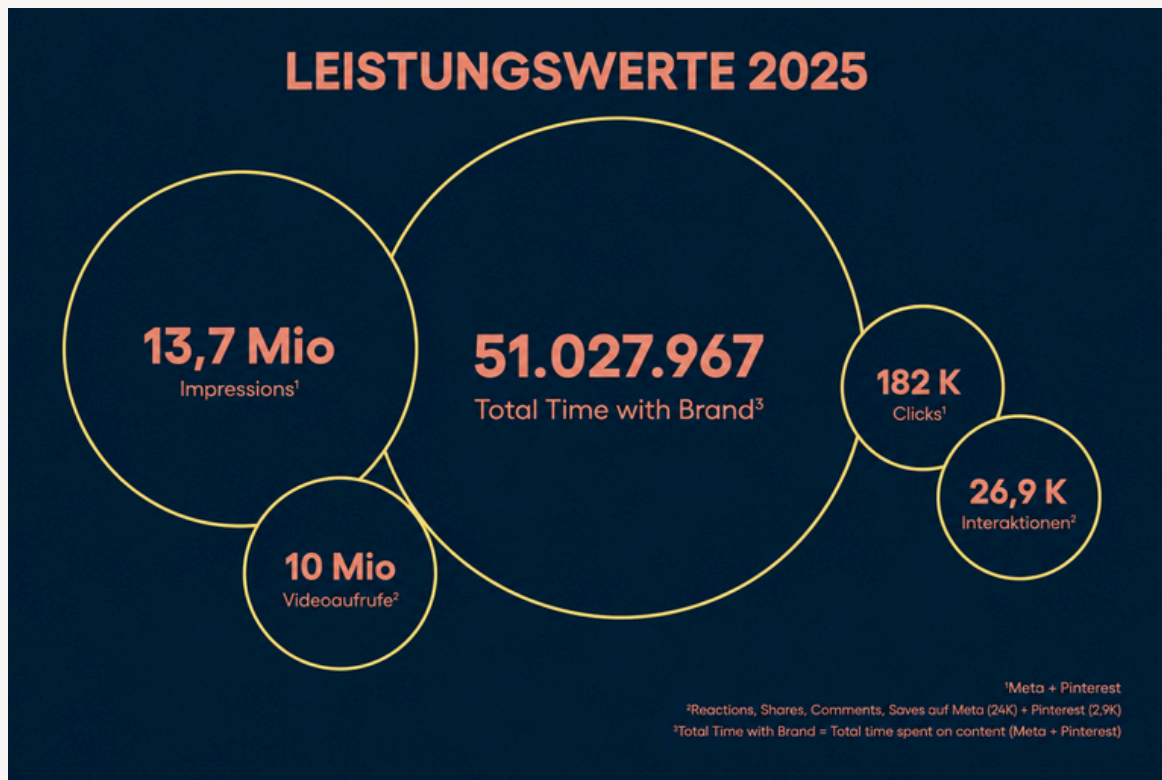 LEISTUNGSWERTE 2025
13,7 Mio
Impressions¹
51.027.967
Total Time with Brand³
182 K
Clicks¹
26,9 K
Interaktionen²
10 Mio
Videoaufrufe²
¹Meta + Pinterest
²Reactions, Shares, Comments, Saves auf Meta (24K) + Pinterest (2,9K)
³Total Time with Brand = Total time spent on content (Meta + Pinterest)